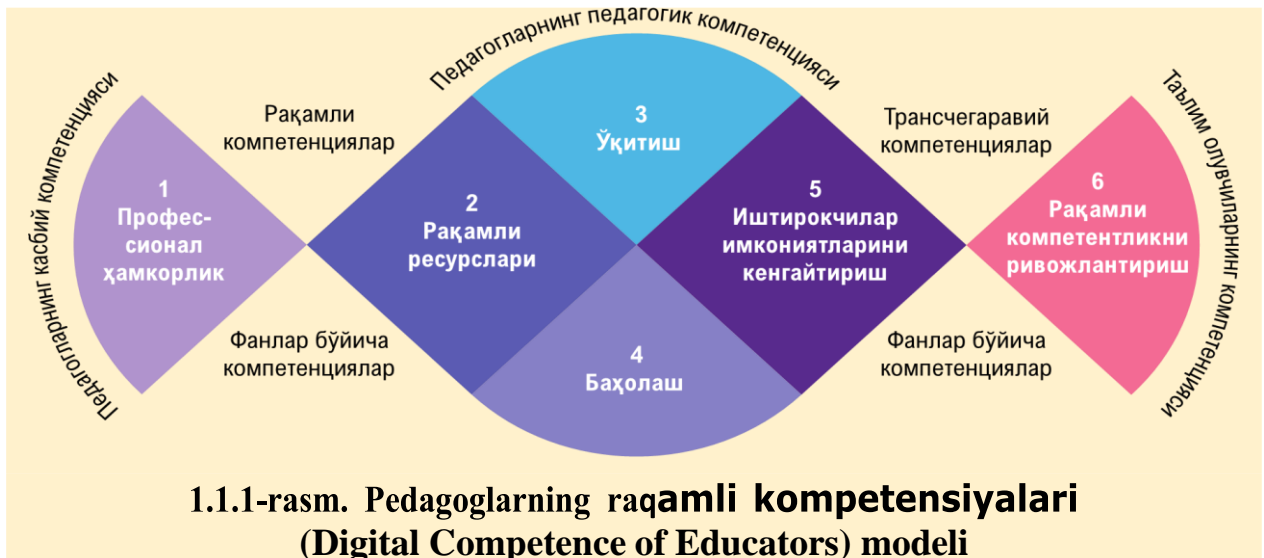 Педагогларнинг педагогик компетенцияси
Педагогларнинг касбий компетенцияси
Таълим олувчиларнинг компетенцияси
Рақамли
компетенциялар
Трансчегаравий
компетенциялар
1
Профес-
сионал
ҳамкорлик
2
Рақамли
ресурслари
3
Ўқитиш
4
Баҳолаш
5
Иштирокчилар
имкониятларини
кенгайтириш
6
Рақамли
компетентликни
ривожлантириш
Фанлар бўйича
компетенциялар
Фанлар бўйича
компетенциялар
1.1.1-rasm. Pedagoglarning raqamli kompetensiyalari
(Digital Competence of Educators) modeli